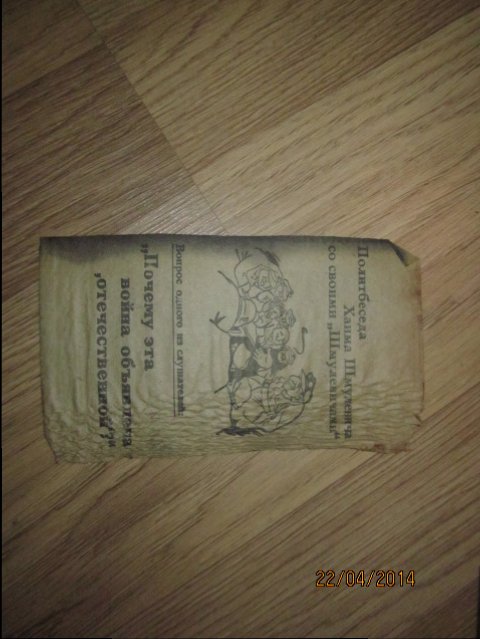 Политбеседа
Хаима Шмулевича
со своими „Шмулевичами“
Вопрос одного из слушателей:
„Почему эта
война объявлена
„отечественной“,
22/04/2014